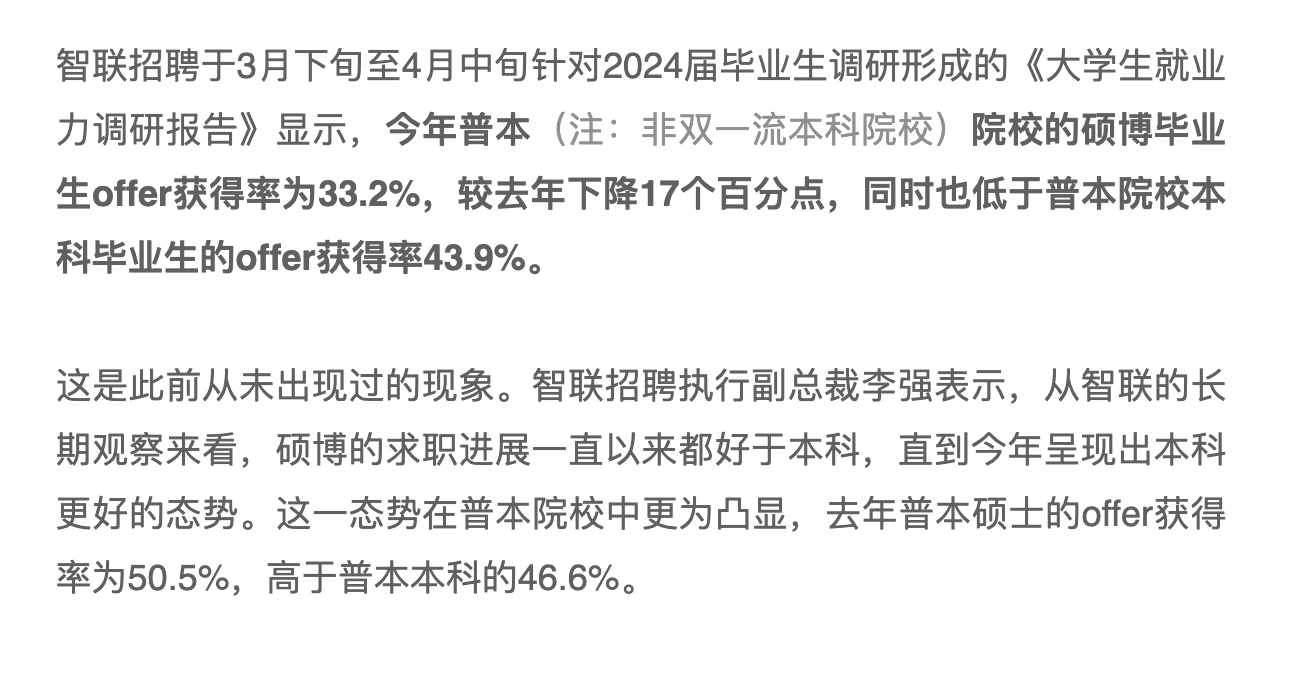 智联招聘于3月下旬至4月中旬针对2024届毕业生调研形成的《大学生就业
力调研报告》显示，今年普本（注：非双一流本科院校）院校的硕博毕业
生offer获得率为33.2%，较去年下降17个百分点，同时也低于普本院校本
科毕业生的offer获得率43.9%。
这是此前从未出现过的现象。智联招聘执行副总裁李强表示，从智联的长
期观察来看，硕博的求职进展一直以来都好于本科，直到今年呈现出本科
更好的态势。这一态势在普本院校中更为凸显，去年普本硕士的offer获得
率为50.5%，高于普本本科的46.6%。